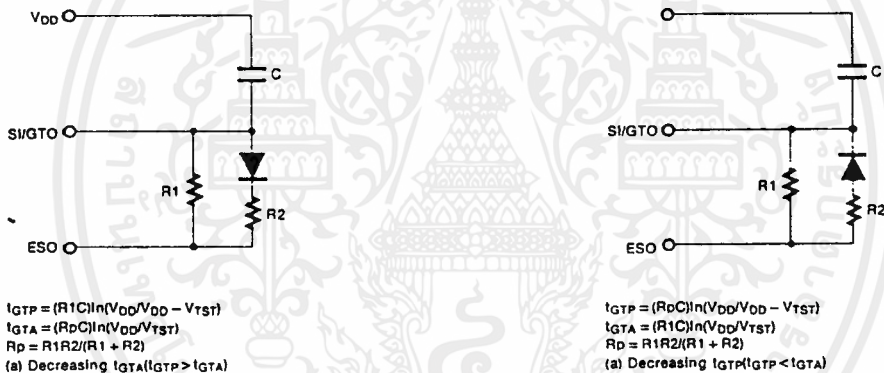 VDD
C
SI/GTO
R1
R2
ESO
tGTP = (R1C)ln(VDD/VDD – VTST)
tGTA = (RpC)ln(VDD/VTST)
Rp = R1R2/(R1 + R2)
(a) Decreasing tGTA(tGTP > tGTA)
C
SI/GTO
R1
R2
ESO
tGTP = (RpC)ln(VDD/VDD – VTST)
tGTA = (R1C)ln(VDD/VTST)
Rp = R1R2/(R1 + R2)
(a) Decreasing tGTP(tGTP < tGTA)